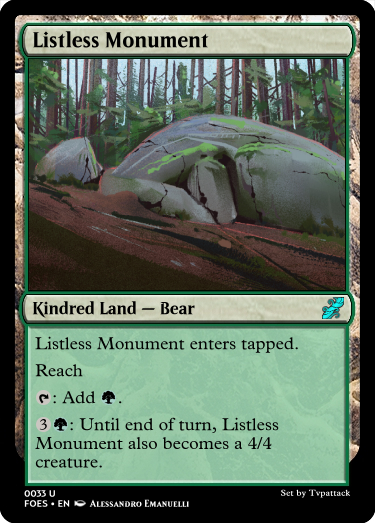 Listless Monument
Kindred Land — Bear
Listless Monument enters tapped.
Reach
: Add .
3 : Until end of turn, Listless
Monument also becomes a 4/4
creature.
0033 U
Set by Tvpattack
FOES • EN Alessandro Emanuelli